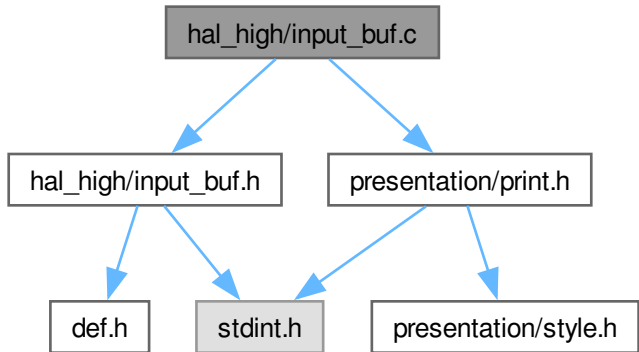 hal_high/input_buf.c
hal_high/input_buf.h
presentation/print.h
def.h
stdint.h
presentation/style.h